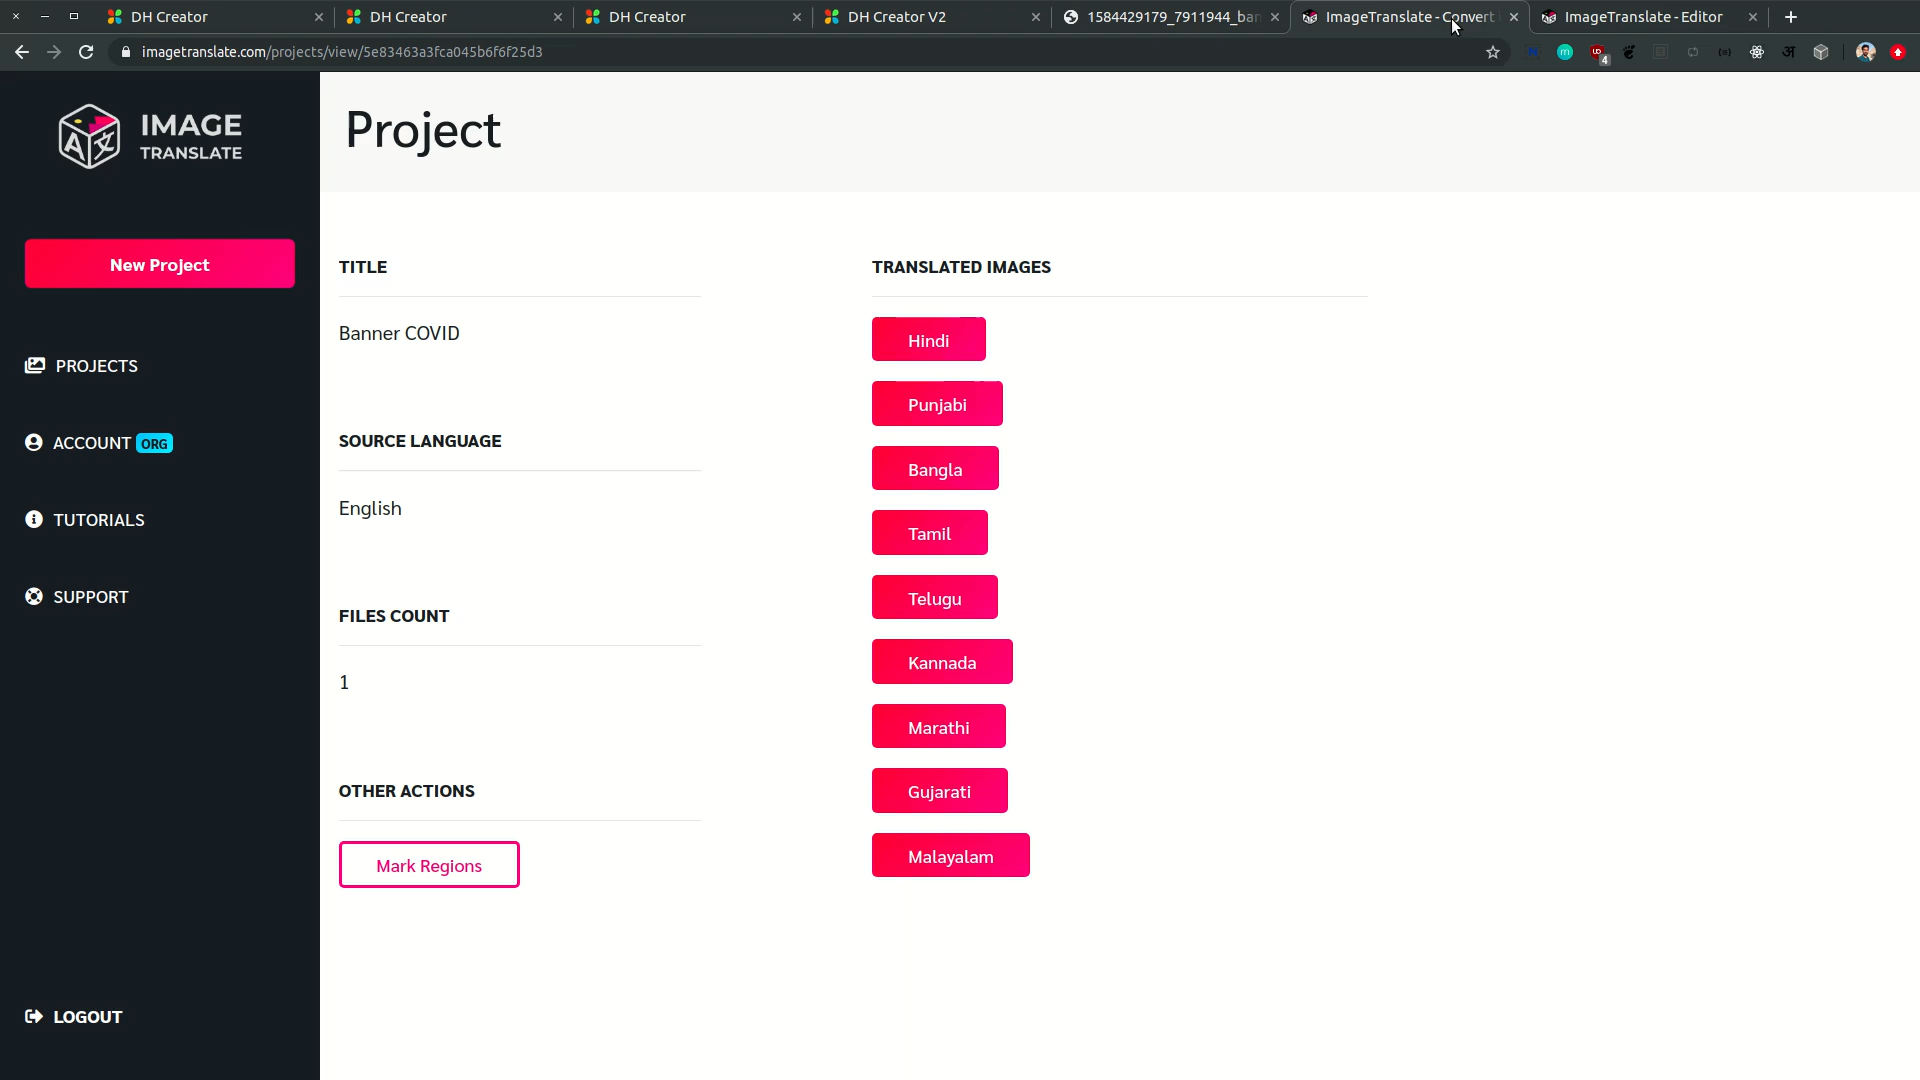 DH Creator
DH Creator
DH Creator
DH Creator V2
1584429179_7911944_ban
ImageTranslate - Convert
ImageTranslate - Editor
imagetranslate.com/projects/view/5e83463a3fca045b6f6f25d3
4
IMAGE
TRANSLATE
Project
New Project
TITLE
TRANSLATED IMAGES
Banner COVID
Hindi
PROJECTS
Punjabi
ACCOUNT ORG
SOURCE LANGUAGE
Bangla
English
TUTORIALS
Tamil
SUPPORT
Telugu
FILES COUNT
Kannada
1
Marathi
OTHER ACTIONS
Gujarati
Mark Regions
Malayalam
LOGOUT